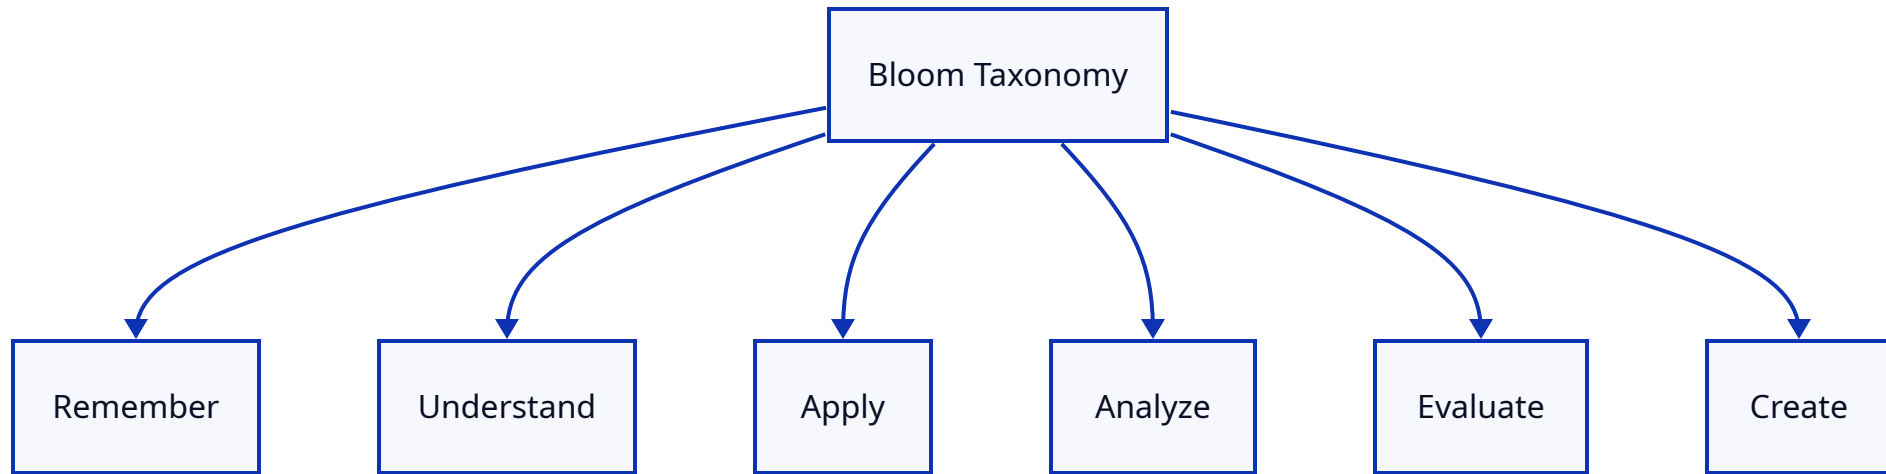 Bloom Taxonomy
Remember
Understand
Apply
Analyze
Evaluate
Create